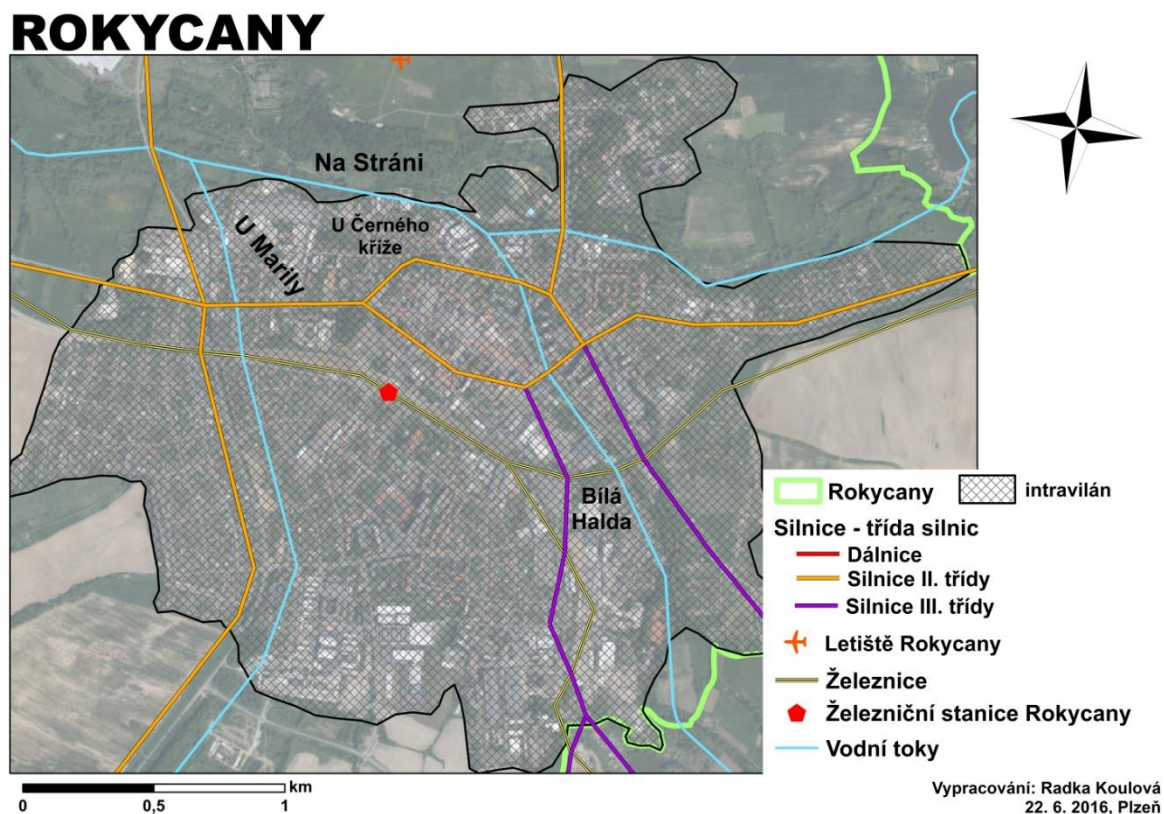 ROKYCANY
Na Stráni
U Černého
kříže
U Marily
Bílá
Halda
Rokycany
intravilán
Silnice - třída silnic
Dálnice
Silnice II. třídy
Silnice III. třídy
Letiště Rokycany
Železnice
Železniční stanice Rokycany
Vodní toky
km
0 0,5 1
Vypracování: Radka Koulová
22. 6. 2016, Plzeň